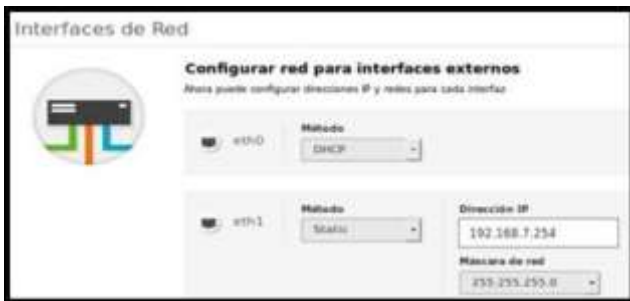 Interfaces de Red
Configurar red para interfaces externos
Ahora puede configurar direcciones IP y redes para cada interfaz
eth0
Método
DHCP
eth1
Método
Static
Dirección IP
192.168.7.254
Máscara de red
255.255.255.0